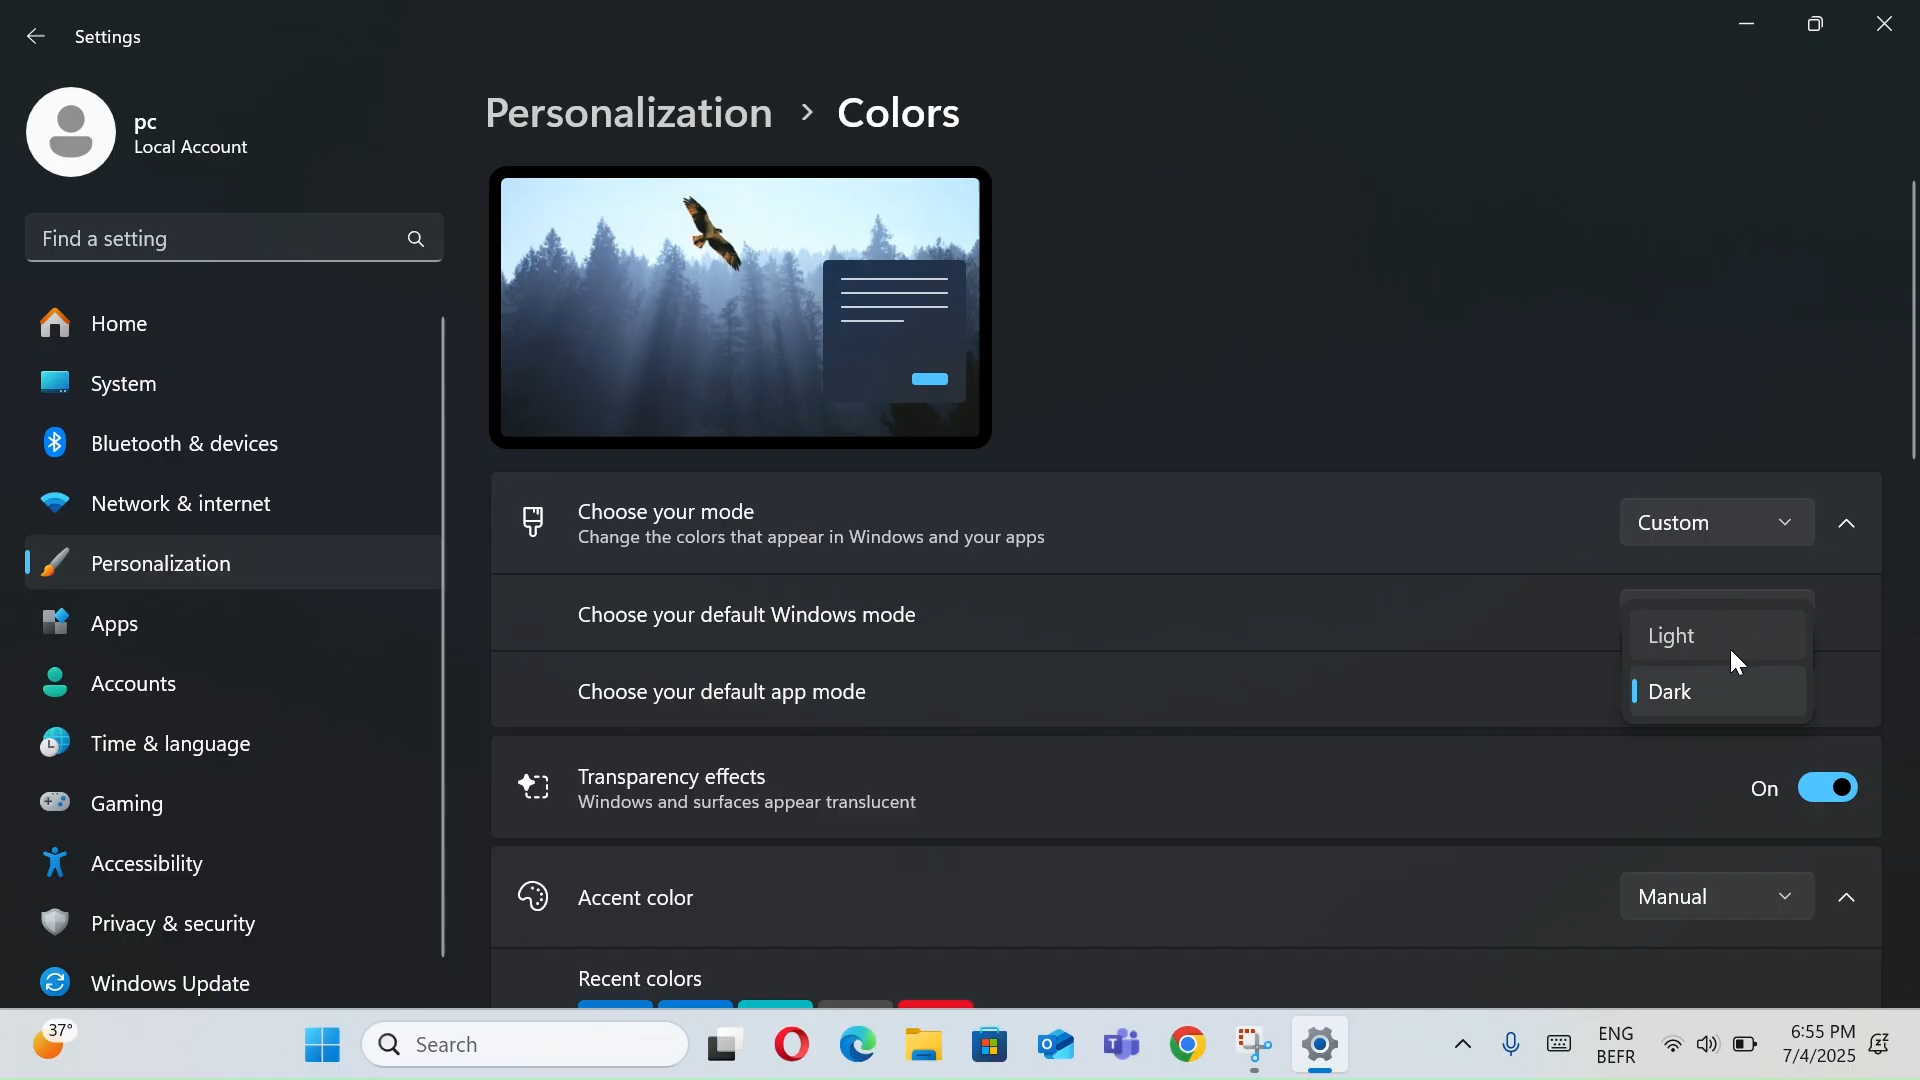 Settings
pc
Local Account
Find a setting
Home
System
Bluetooth & devices
Network & internet
Personalization
Apps
Accounts
Time & language
Gaming
Accessibility
Privacy & security
Windows Update
Personalization > Colors
Choose your mode
Change the colors that appear in Windows and your apps
Custom
Choose your default Windows mode
Light
Dark
Choose your default app mode
Transparency effects
Windows and surfaces appear translucent
On
Accent color
Manual
Recent colors
37°
Search
ENG
BEFR
6:55 PM
7/4/2025